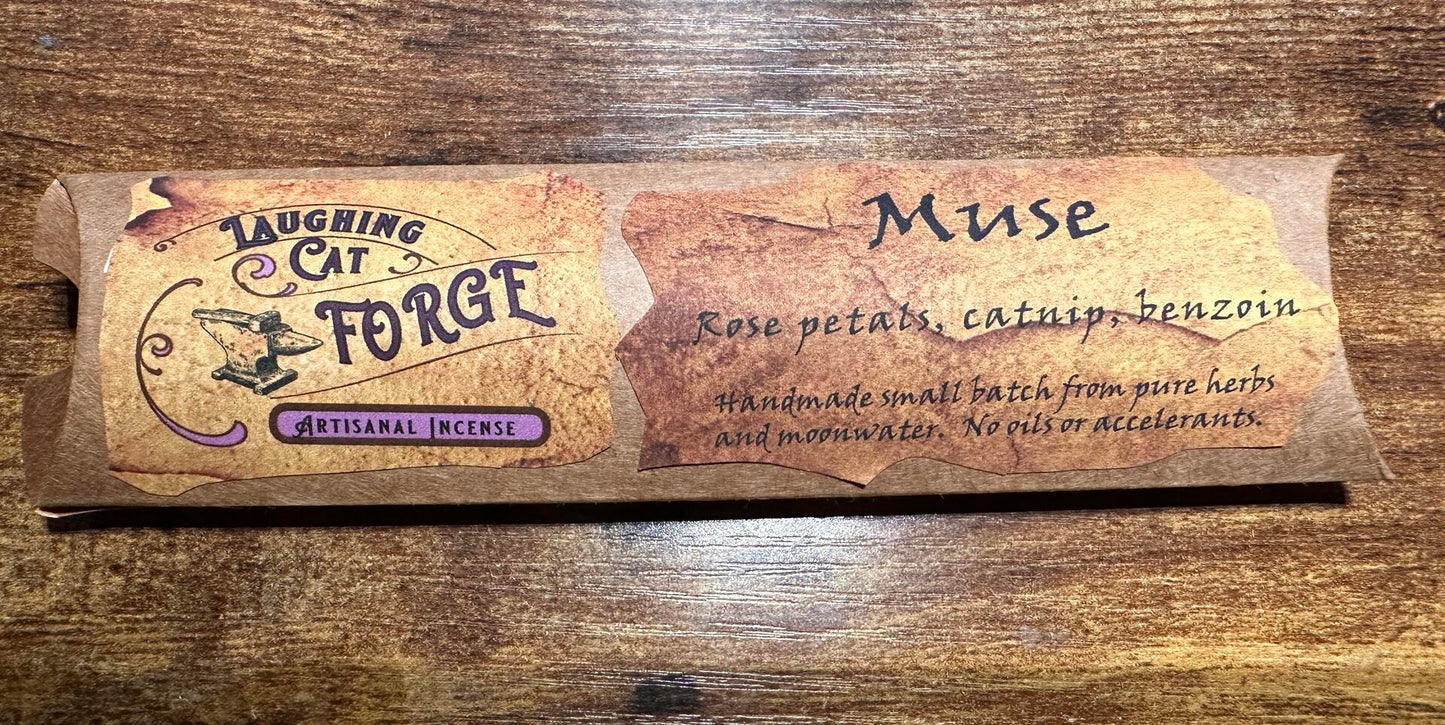 LAUGHING
CAT
FORGE
ARTISANAL INCENSE
Muse
Rose petals, catnip, benzoin
Handmade small batch from pure herbs
and moonwater. No oils or accelerants.